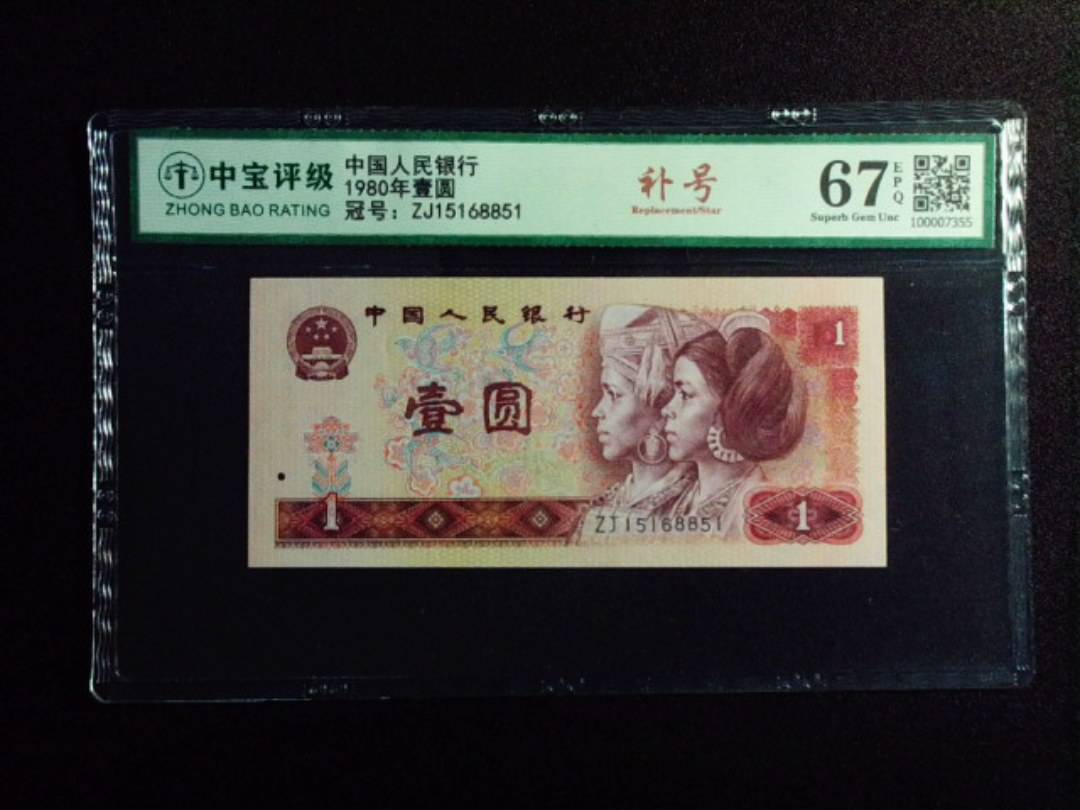 中宝评级
ZHONG BAO RATING
中国人民银行
1980年壹圆
冠号：ZJ15168851
补号
Replacement/Star
67
EPQ
Superb Gem Unc
100007355
中国人民银行
壹圆
1
1
ZJ15168851
1